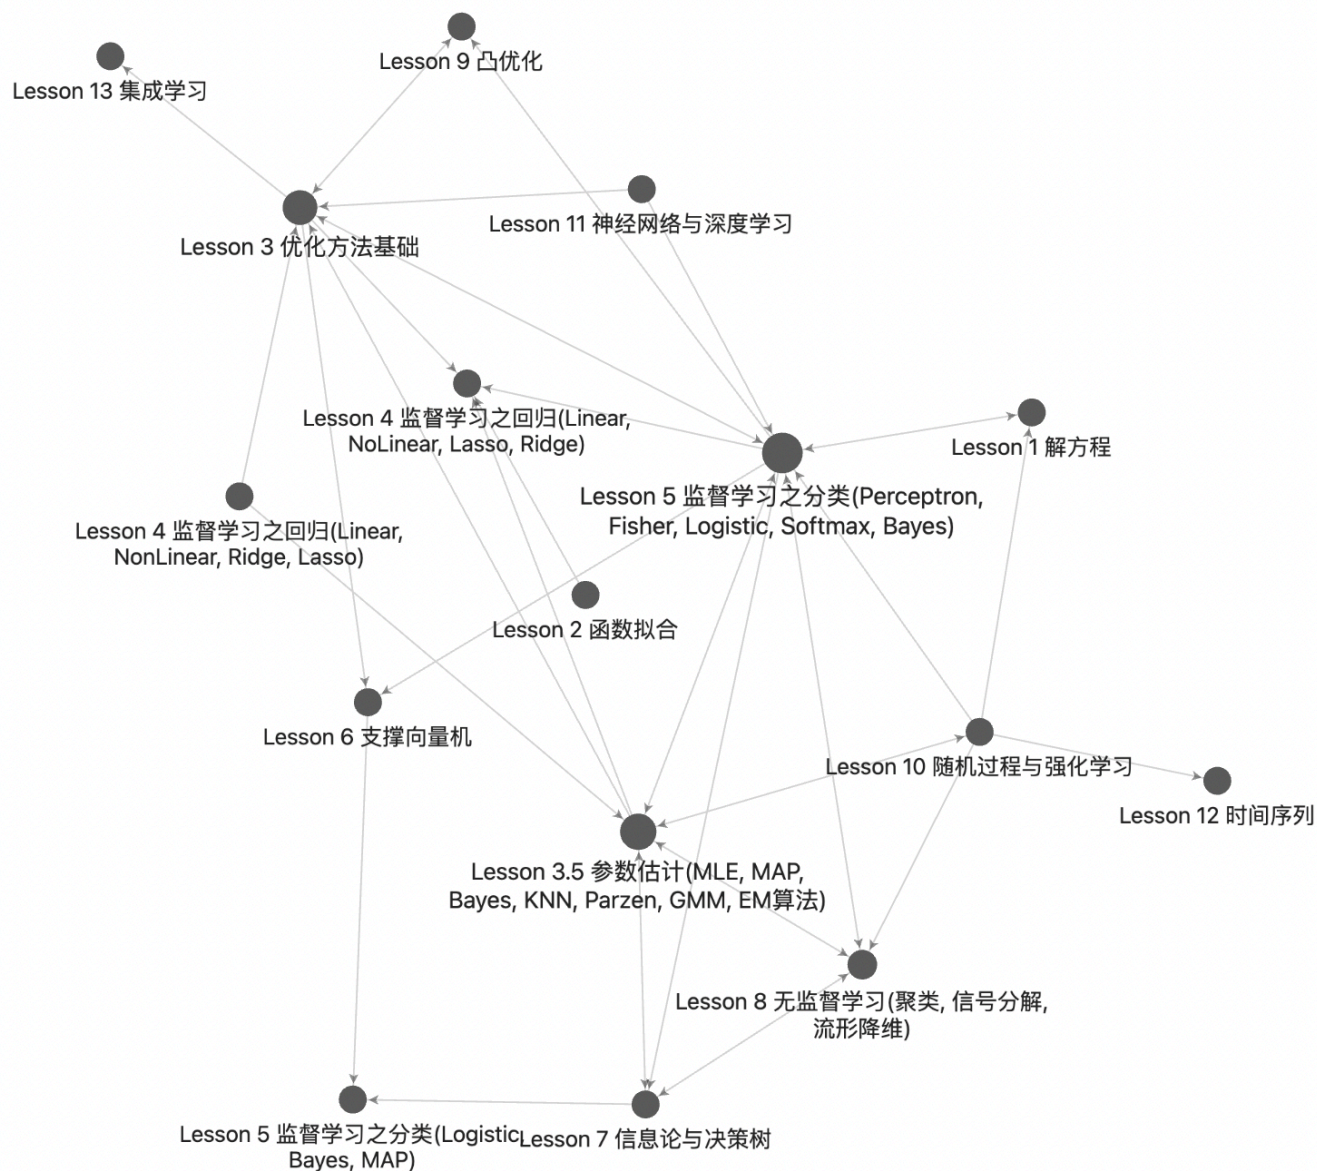 Lesson 9 凸优化
Lesson 13 集成学习
Lesson 11 神经网络与深度学习
Lesson 3 优化方法基础
Lesson 4 监督学习之回归(Linear,
NoLinear, Lasso, Ridge)
Lesson 1 解方程
Lesson 5 监督学习之分类(Perceptron,
Fisher, Logistic, Softmax, Bayes)
Lesson 4 监督学习之回归(Linear,
NonLinear, Ridge, Lasso)
Lesson 2 函数拟合
Lesson 6 支撑向量机
Lesson 10 随机过程与强化学习
Lesson 12 时间序列
Lesson 3.5 参数估计(MLE, MAP,
Bayes, KNN, Parzen, GMM, EM算法)
Lesson 8 无监督学习(聚类, 信号分解,
流形降维)
Lesson 5 监督学习之分类(Logistic,
Bayes, MAP)
Lesson 7 信息论与决策树